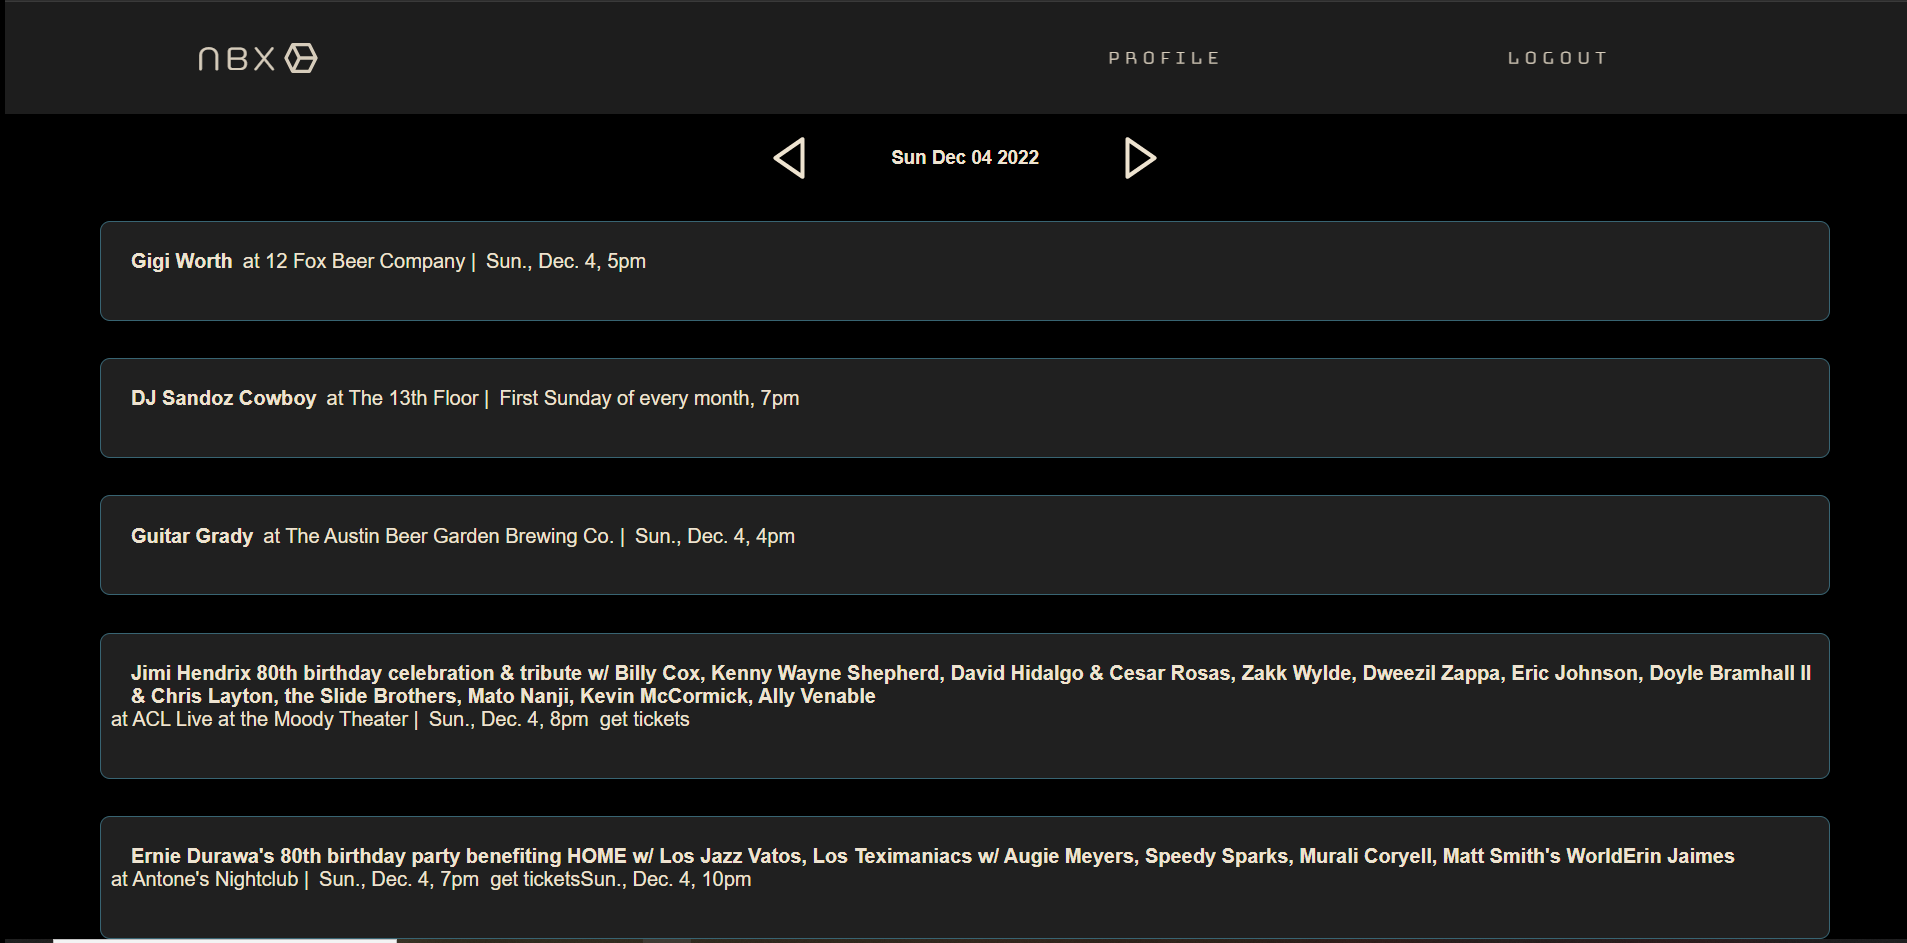 NBX
PROFILE
LOGOUT
Sun Dec 04 2022
Gigi Worth at 12 Fox Beer Company | Sun., Dec. 4, 5pm
DJ Sandoz Cowboy at The 13th Floor | First Sunday of every month, 7pm
Guitar Grady at The Austin Beer Garden Brewing Co. | Sun., Dec. 4, 4pm
Jimi Hendrix 80th birthday celebration & tribute w/ Billy Cox, Kenny Wayne Shepherd, David Hidalgo & Cesar Rosas, Zakk Wylde, Dweezil Zappa, Eric Johnson, Doyle Bramhall II
& Chris Layton, the Slide Brothers, Mato Nanji, Kevin McCormick, Ally Venable
at ACL Live at the Moody Theater | Sun., Dec. 4, 8pm get tickets
Ernie Durawa's 80th birthday party benefiting HOME w/ Los Jazz Vatos, Los Teximaniacs w/ Augie Meyers, Speedy Sparks, Murali Coryell, Matt Smith's WorldErin Jaimes
at Antone's Nightclub | Sun., Dec. 4, 7pm get ticketsSun., Dec. 4, 10pm